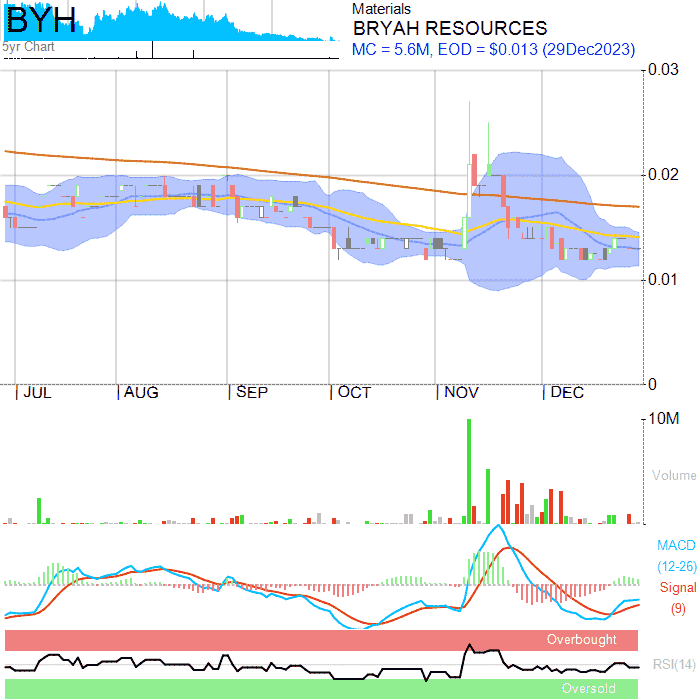 BYH
5yr Chart
Materials
BRYAH RESOURCES
MC = 5.6M, EOD = $0.013 (29Dec2023)
0.03
0.02
0.01
0
JUL
AUG
SEP
OCT
NOV
DEC
10M
Volume
MACD
(12-26)
Signal
(9)
Overbought
RSI(14)
Oversold